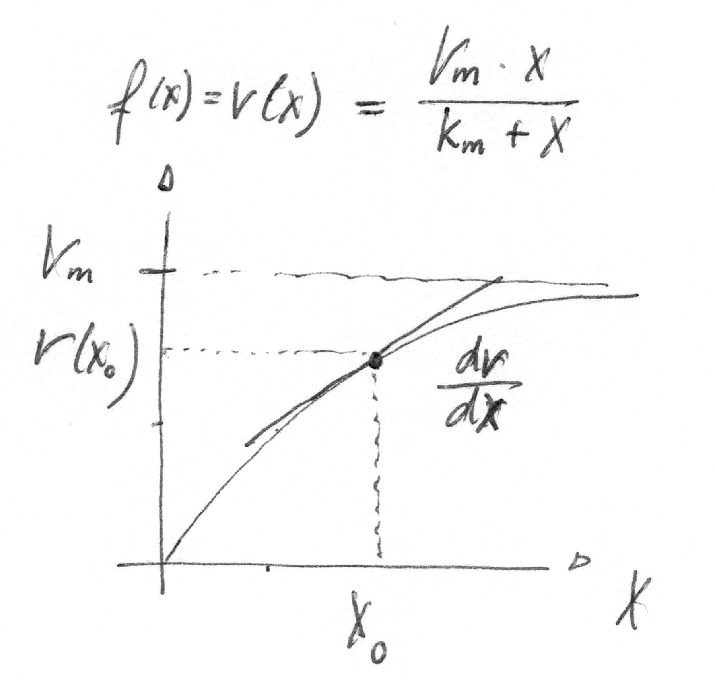 f(x) = v(x) = Vm · x / km + x
Vm
v(x₀)
dv/dx
x₀
X